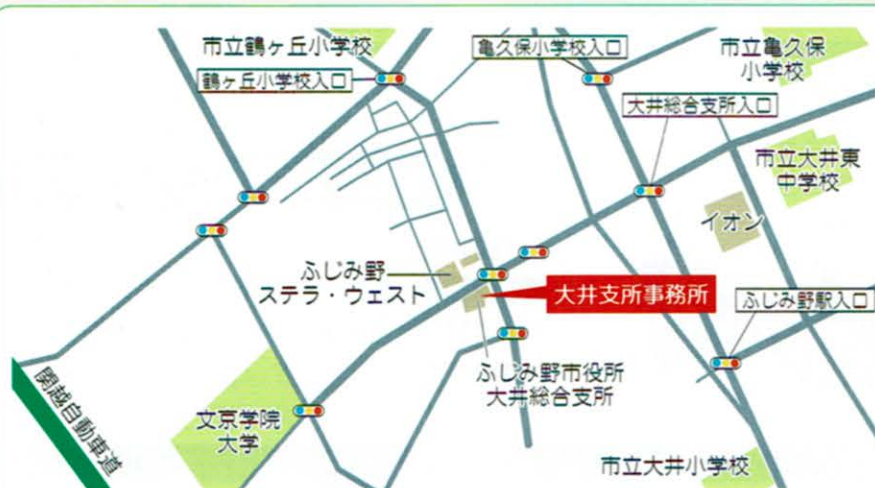 市立鶴ヶ丘小学校
鶴ヶ丘小学校入口
亀久保小学校入口
市立亀久保
小学校
大井総合支所入口
市立大井東
中学校
イオン
ふじみ野
ステラ・ウェスト
大井支所事務所
ふじみ野駅入口
ふじみ野市役所
大井総合支所
関越自動車道
文京学院
大学
市立大井小学校